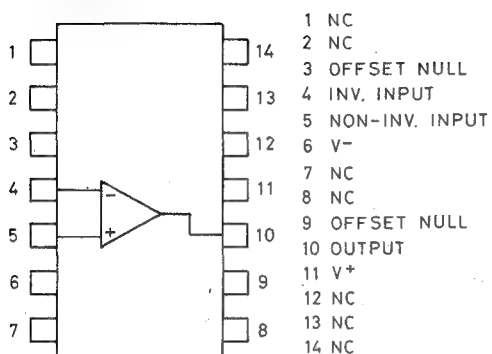 1
14
2
13
3
12
4
−
11
5
+
10
6
9
7
8
1 NC
2 NC
3 OFFSET NULL
4 INV. INPUT
5 NON-INV. INPUT
6 V−
7 NC
8 NC
9 OFFSET NULL
10 OUTPUT
11 V+
12 NC
13 NC
14 NC